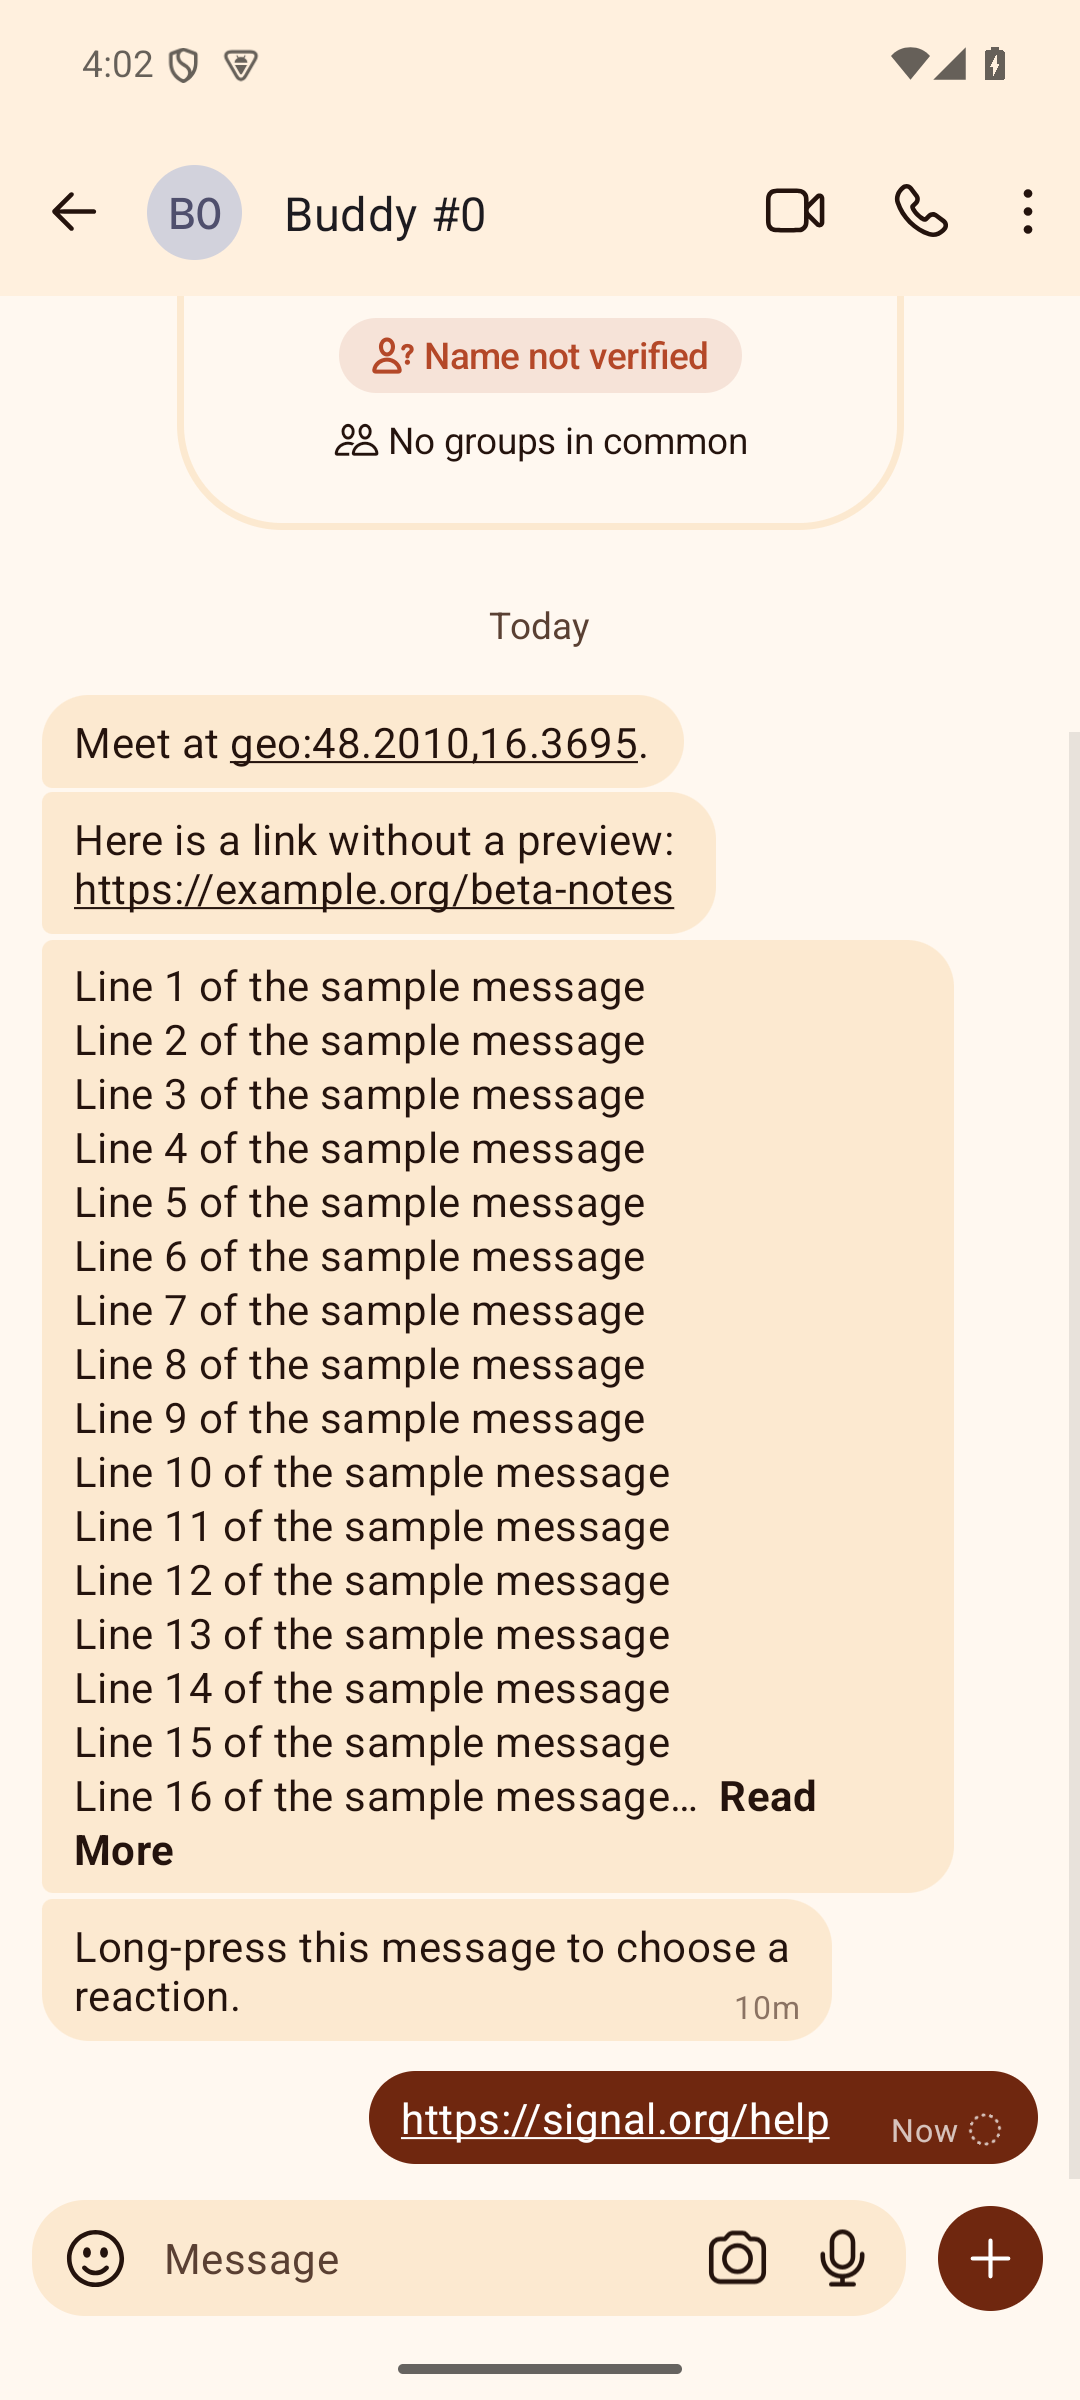 4:02
B0
Buddy #0
Name not verified
No groups in common
Today
Meet at geo:48.2010,16.3695.
Here is a link without a preview:
https://example.org/beta-notes
Line 1 of the sample message
Line 2 of the sample message
Line 3 of the sample message
Line 4 of the sample message
Line 5 of the sample message
Line 6 of the sample message
Line 7 of the sample message
Line 8 of the sample message
Line 9 of the sample message
Line 10 of the sample message
Line 11 of the sample message
Line 12 of the sample message
Line 13 of the sample message
Line 14 of the sample message
Line 15 of the sample message
Line 16 of the sample message… Read
More
Long-press this message to choose a
reaction.
10m
https://signal.org/help
Now
Message